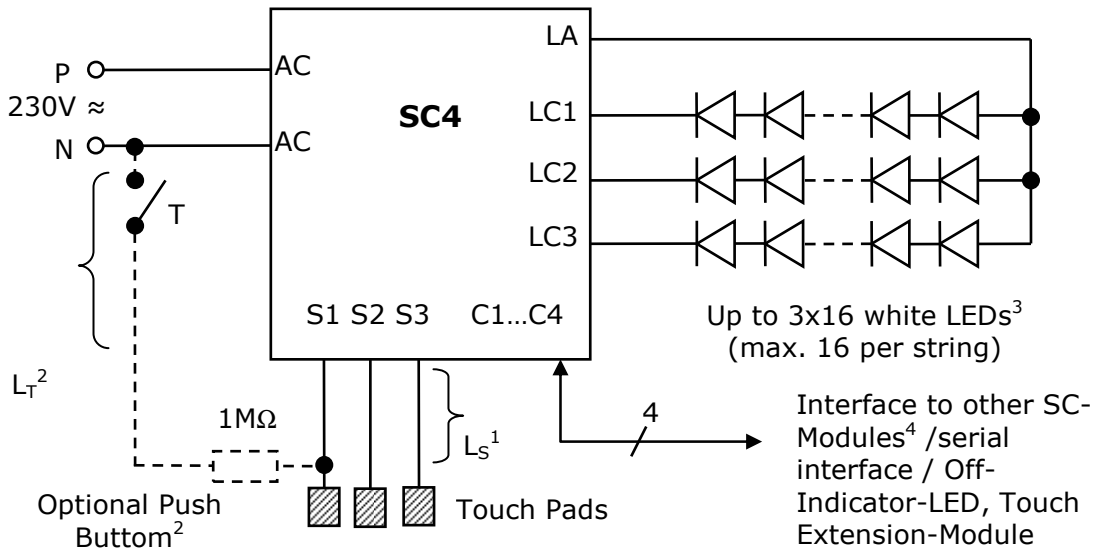 LA
P
AC
230V ≈
SC4
LC1
N
AC
LC2
T
LC3
S1 S2 S3
C1...C4
Up to 3x16 white LEDs³
(max. 16 per string)
L_T²
1MΩ
L_S¹
4
Interface to other SC-
Modules⁴ /serial
interface / Off-
Indicator-LED, Touch
Extension-Module
Optional Push
Buttom²
Touch Pads